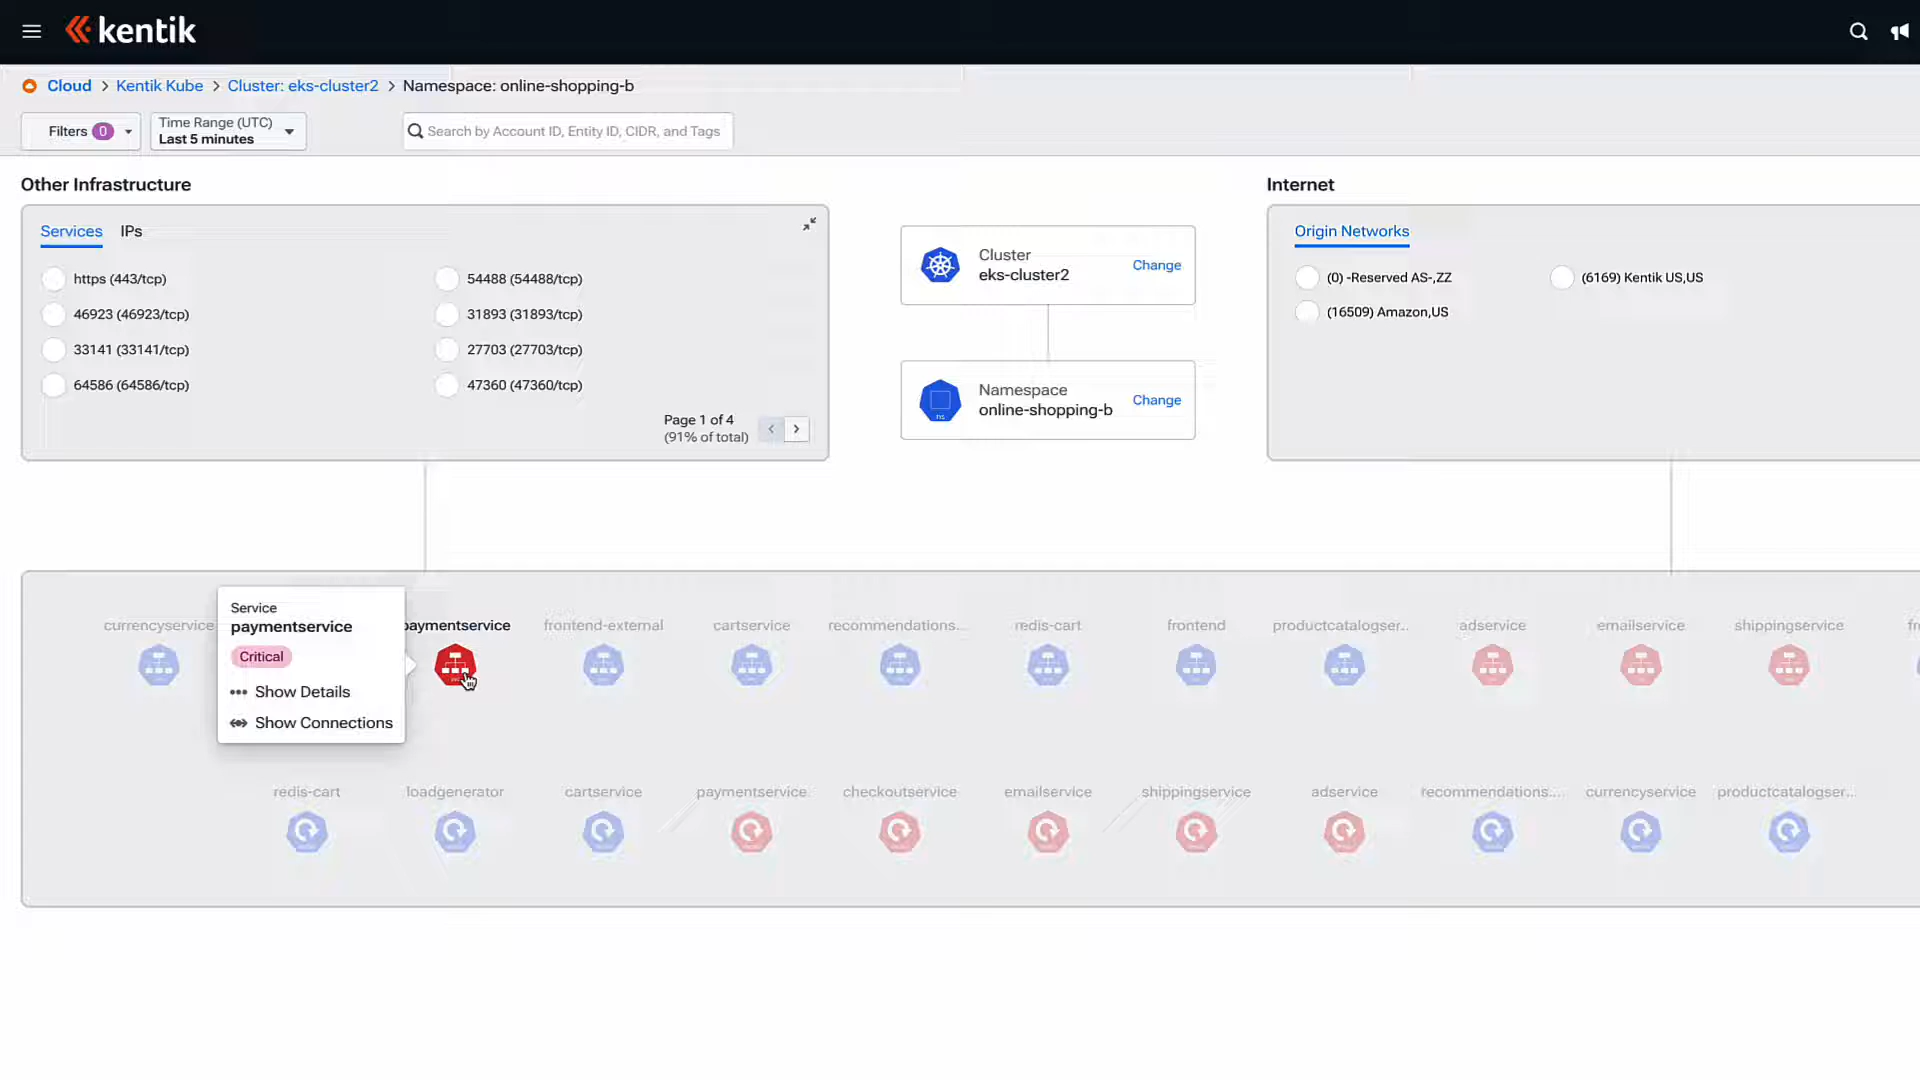 kentik
Cloud > Kentik Kube > Cluster: eks-cluster2 > Namespace: online-shopping-b
Filters 0
Time Range (UTC)
Last 5 minutes
Search by Account ID, Entity ID, CIDR, and Tags
Other Infrastructure
Services IPs
https (443/tcp)
54488 (54488/tcp)
46923 (46923/tcp)
31893 (31893/tcp)
33141 (33141/tcp)
27703 (27703/tcp)
64586 (64586/tcp)
47360 (47360/tcp)
Page 1 of 4
(91% of total)
Cluster
eks-cluster2
Change
Namespace
online-shopping-b
Change
ns
Internet
Origin Networks
(0) -Reserved AS-,ZZ
(6169) Kentik US,US
(16509) Amazon,US
Service
paymentservice
Critical
Show Details
Show Connections
currencyservice
paymentservice
frontend-external
cartservice
recommendations...
redis-cart
frontend
productcatalogser...
adservice
emailservice
shippingservice
redis-cart
loadgenerator
cartservice
paymentservice
checkoutservice
emailservice
shippingservice
adservice
recommendations...
currencyservice
productcatalogser...